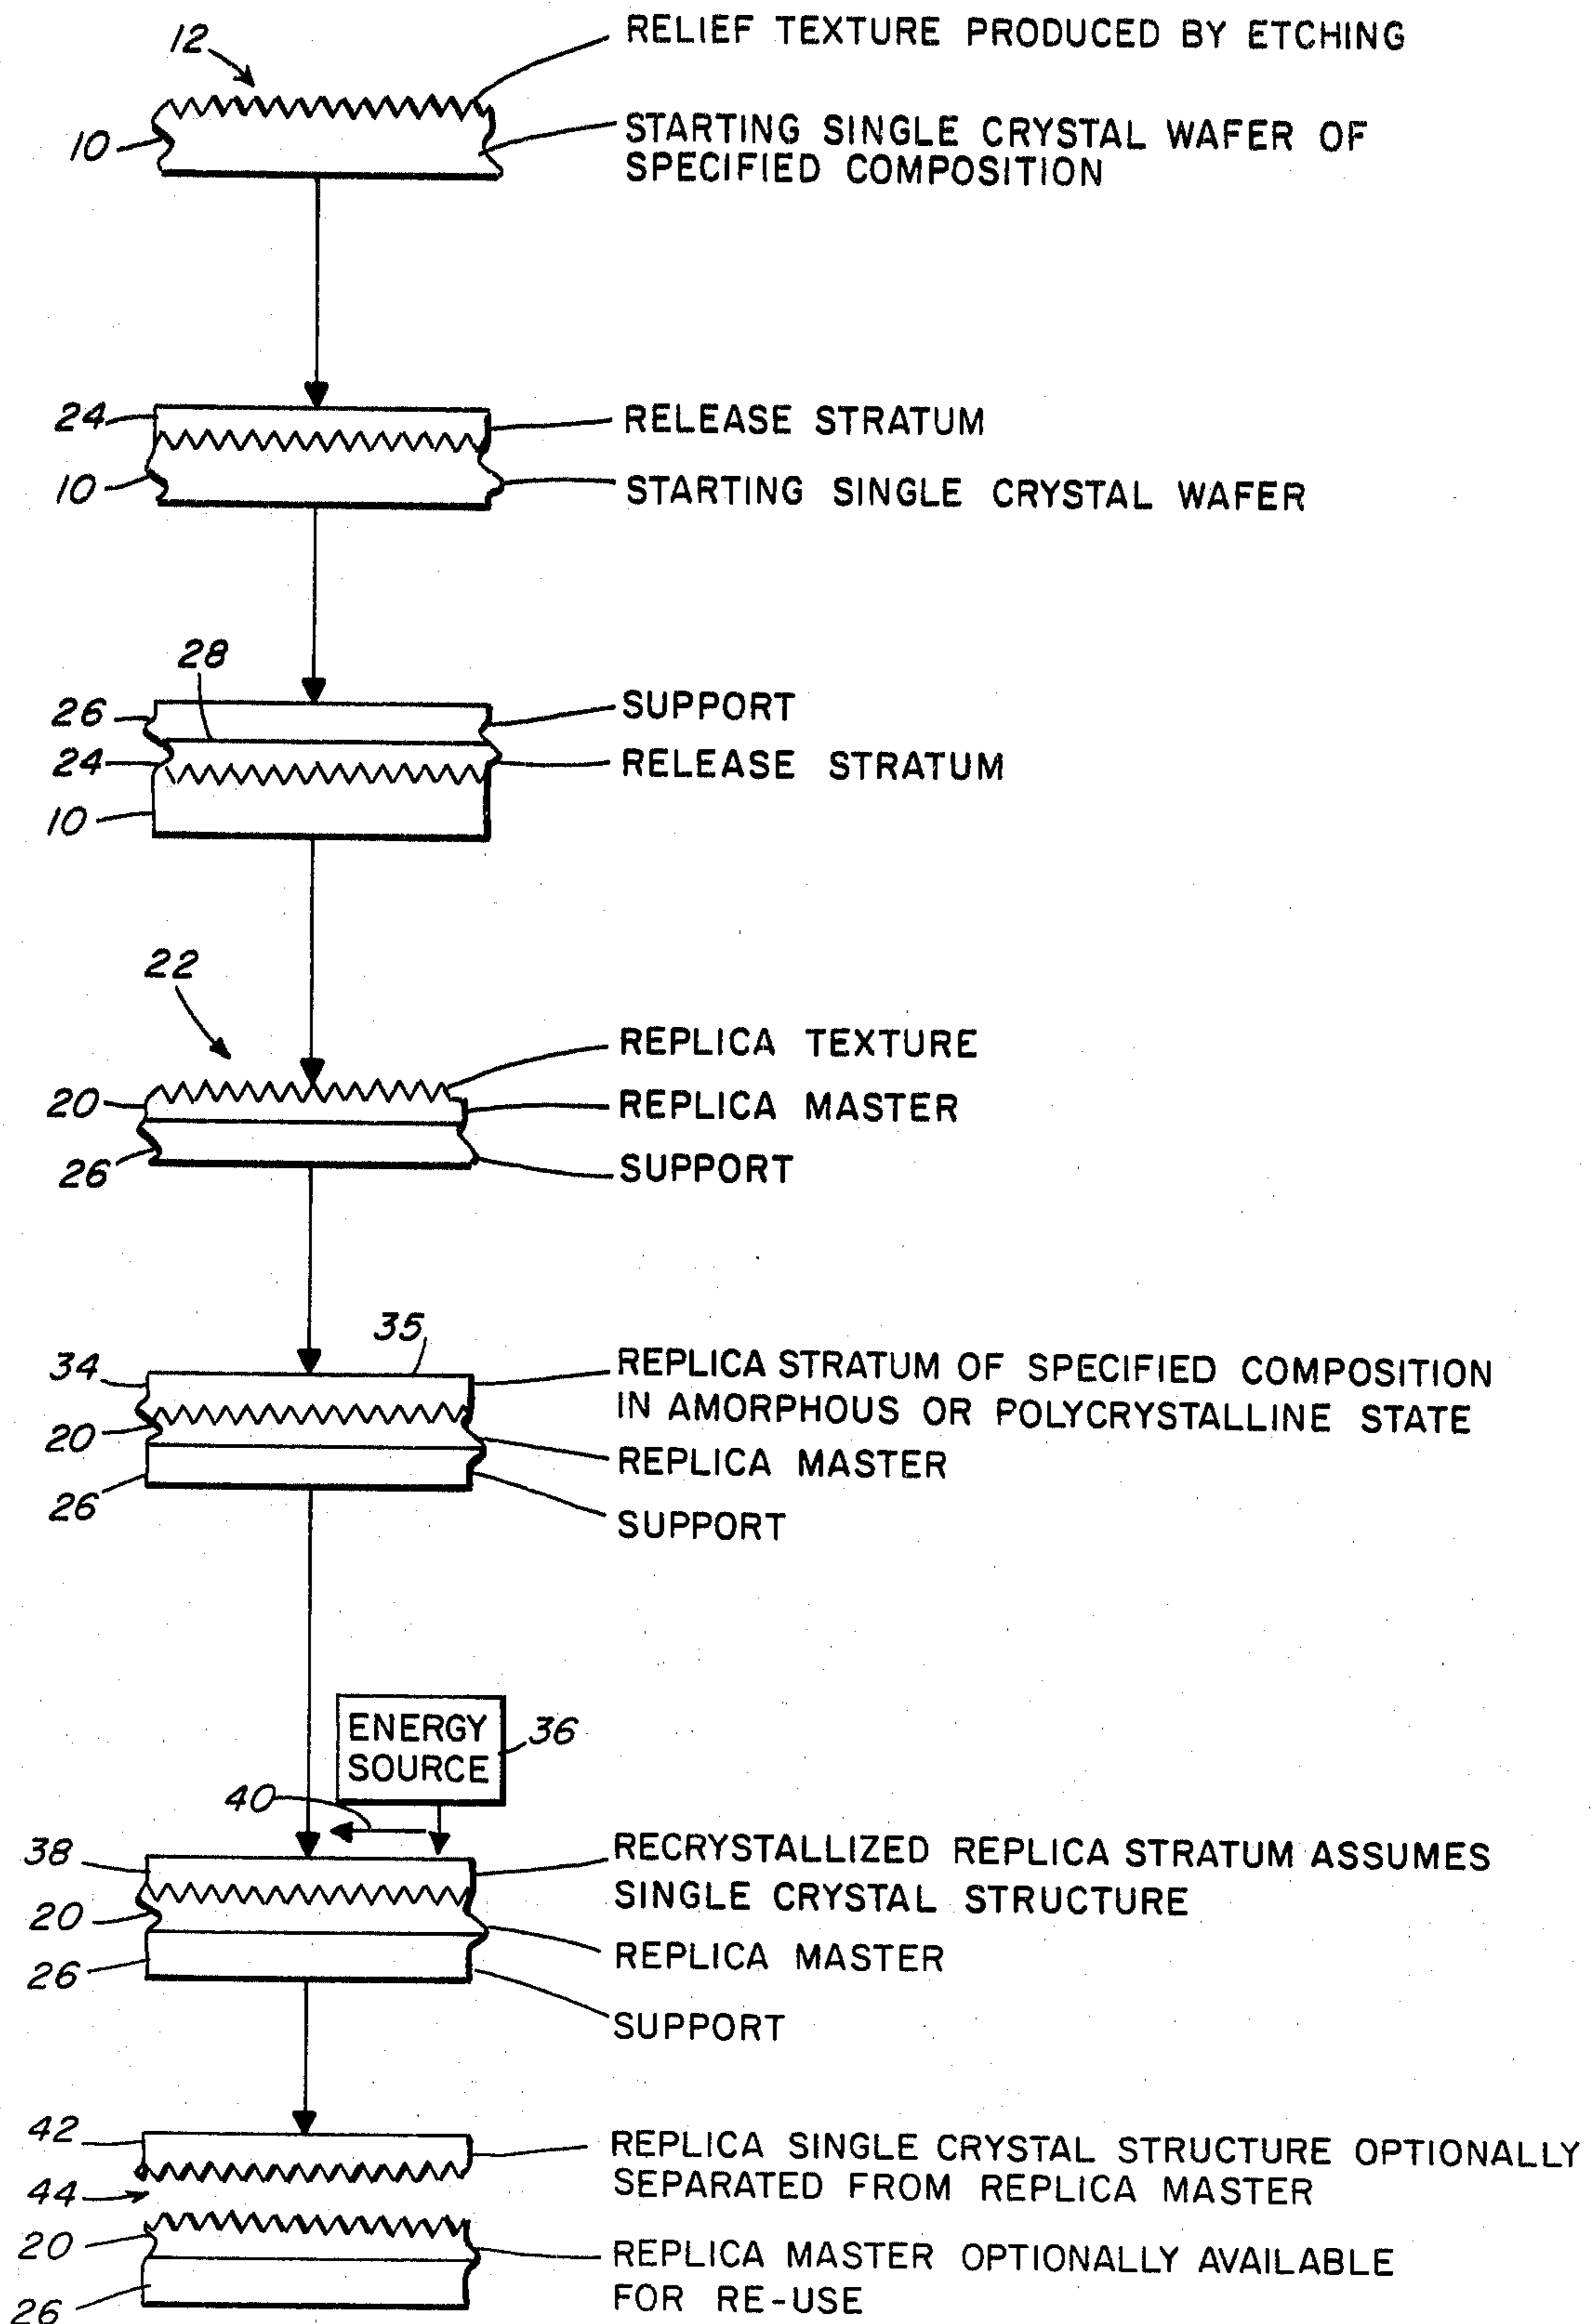 12
RELIEF TEXTURE PRODUCED BY ETCHING
10
STARTING SINGLE CRYSTAL WAFER OF
SPECIFIED COMPOSITION
24
RELEASE STRATUM
10
STARTING SINGLE CRYSTAL WAFER
28
26
SUPPORT
24
RELEASE STRATUM
10
22
REPLICA TEXTURE
20
REPLICA MASTER
26
SUPPORT
35
34
REPLICA STRATUM OF SPECIFIED COMPOSITION
IN AMORPHOUS OR POLYCRYSTALLINE STATE
20
REPLICA MASTER
26
SUPPORT
ENERGY
SOURCE
36
40
38
RECRYSTALLIZED REPLICA STRATUM ASSUMES
SINGLE CRYSTAL STRUCTURE
20
REPLICA MASTER
26
SUPPORT
42
REPLICA SINGLE CRYSTAL STRUCTURE OPTIONALLY
SEPARATED FROM REPLICA MASTER
44
20
REPLICA MASTER OPTIONALLY AVAILABLE
FOR RE-USE
26